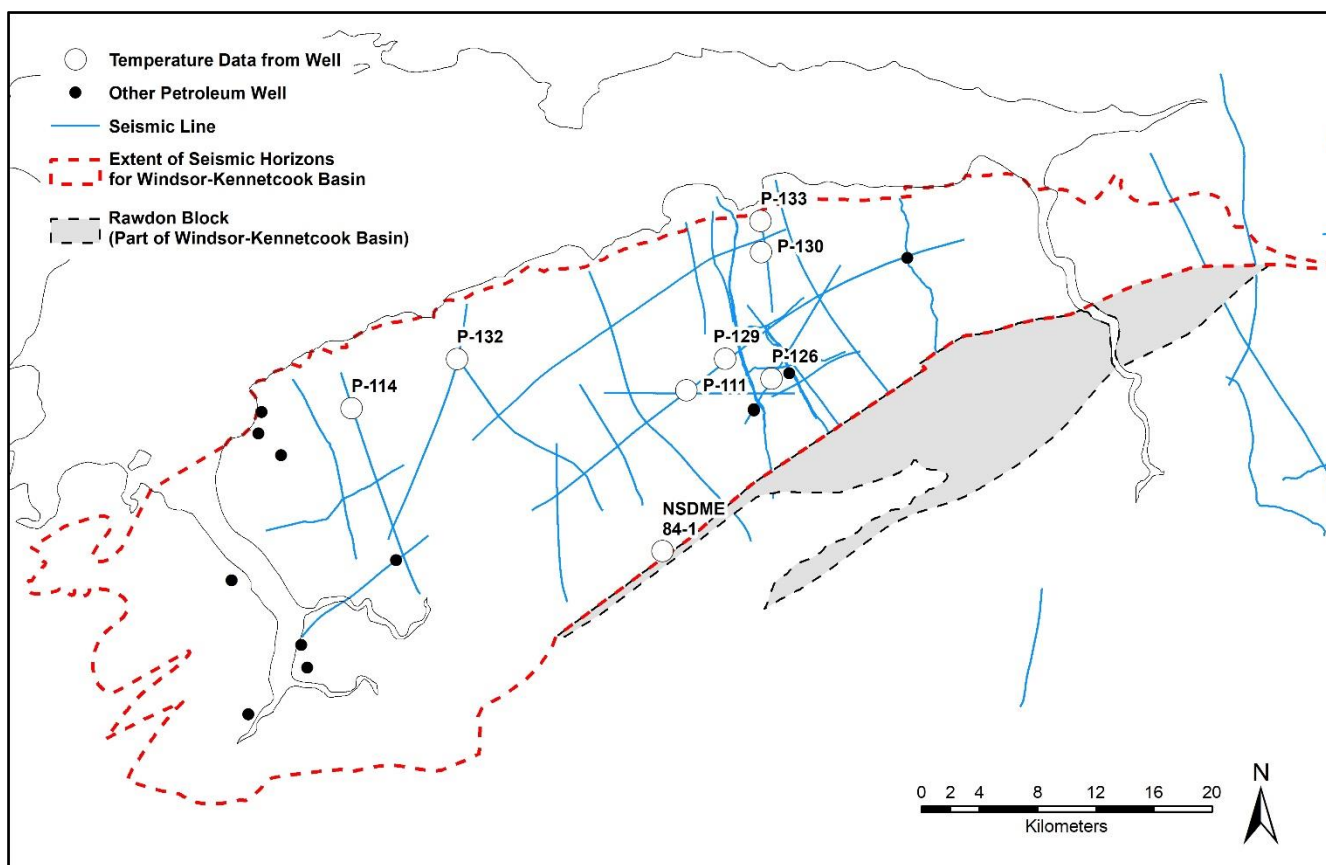 Temperature Data from Well
Other Petroleum Well
Seismic Line
Extent of Seismic Horizons
for Windsor-Kennetcook Basin
Rawdon Block
(Part of Windsor-Kennetcook Basin)
P-133
P-130
P-132
P-129
P-126
P-114
P-111
NSDME
84-1
N
0 2 4 8 12 16 20
Kilometers